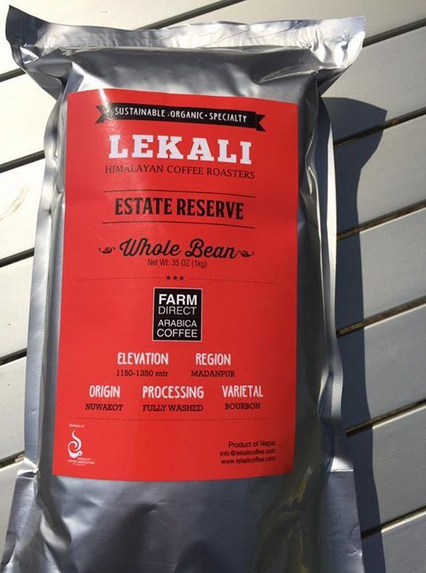 SUSTAINABLE • ORGANIC • SPECIALTY
LEKALI
HIMALAYAN COFFEE ROASTERS
ESTATE RESERVE
Whole Bean
Net Wt: 35 OZ (1kg)
FARM
DIRECT
ARABICA
COFFEE
ELEVATION REGION
1150-1350 mtr MADANPUR
ORIGIN PROCESSING VARIETAL
NUWAKOT FULLY WASHED BOURBON
Product of Nepal
info@lekalicoffee.com
www.lekalicoffee.com